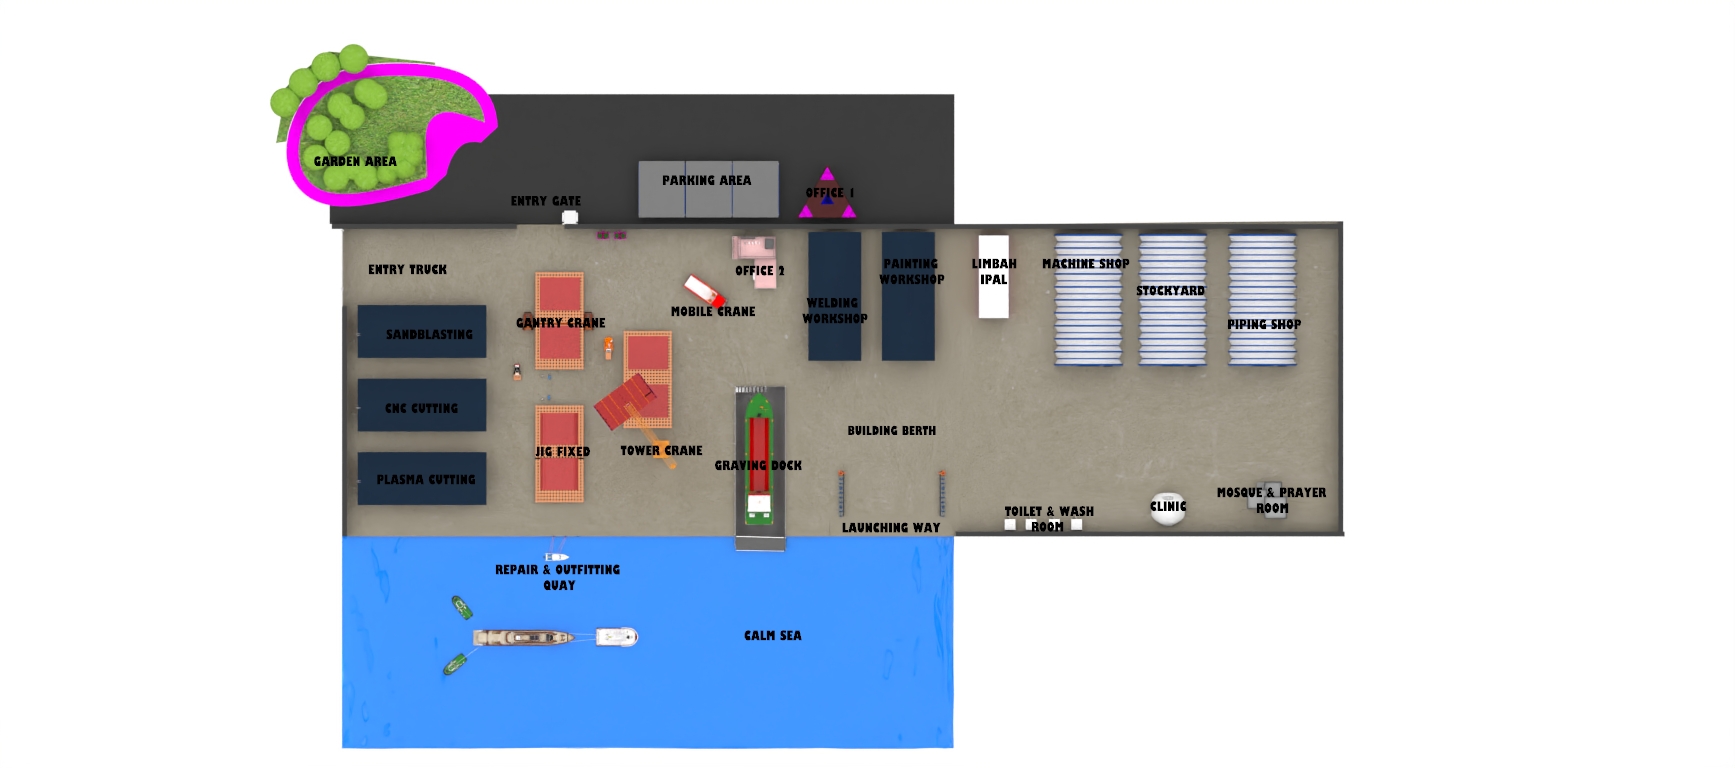 GARDEN AREA
PARKING AREA
OFFICE 1
ENTRY GATE
ENTRY TRUCK
OFFICE 2
PAINTING
WORKSHOP
LIMBAH
IPAL
MACHINE SHOP
STOCKYARD
PIPING SHOP
WELDING
WORKSHOP
MOBILE CRANE
GANTRY CRANE
SANDBLASTING
CNC CUTTING
PLASMA CUTTING
JIG FIXED
TOWER CRANE
GRAVING DOCK
BUILDING BERTH
LAUNCHING WAY
TOILET & WASH
ROOM
CLINIC
MOSQUE & PRAYER
ROOM
REPAIR & OUTFITTING
QUAY
CALM SEA